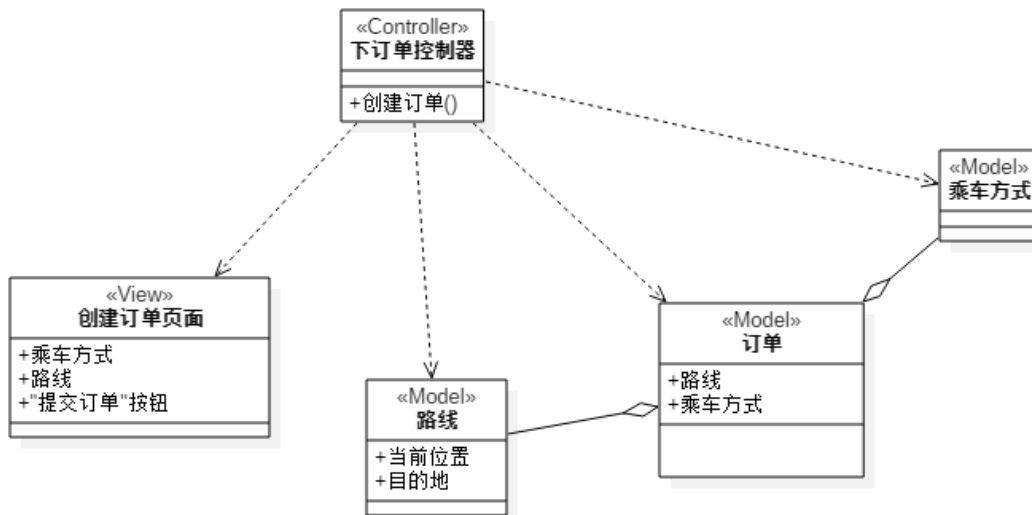 «Controller»
下订单控制器
+创建订单()
«Model»
乘车方式
«View»
创建订单页面
+乘车方式
+路线
+"提交订单"按钮
«Model»
路线
+当前位置
+目的地
«Model»
订单
+路线
+乘车方式